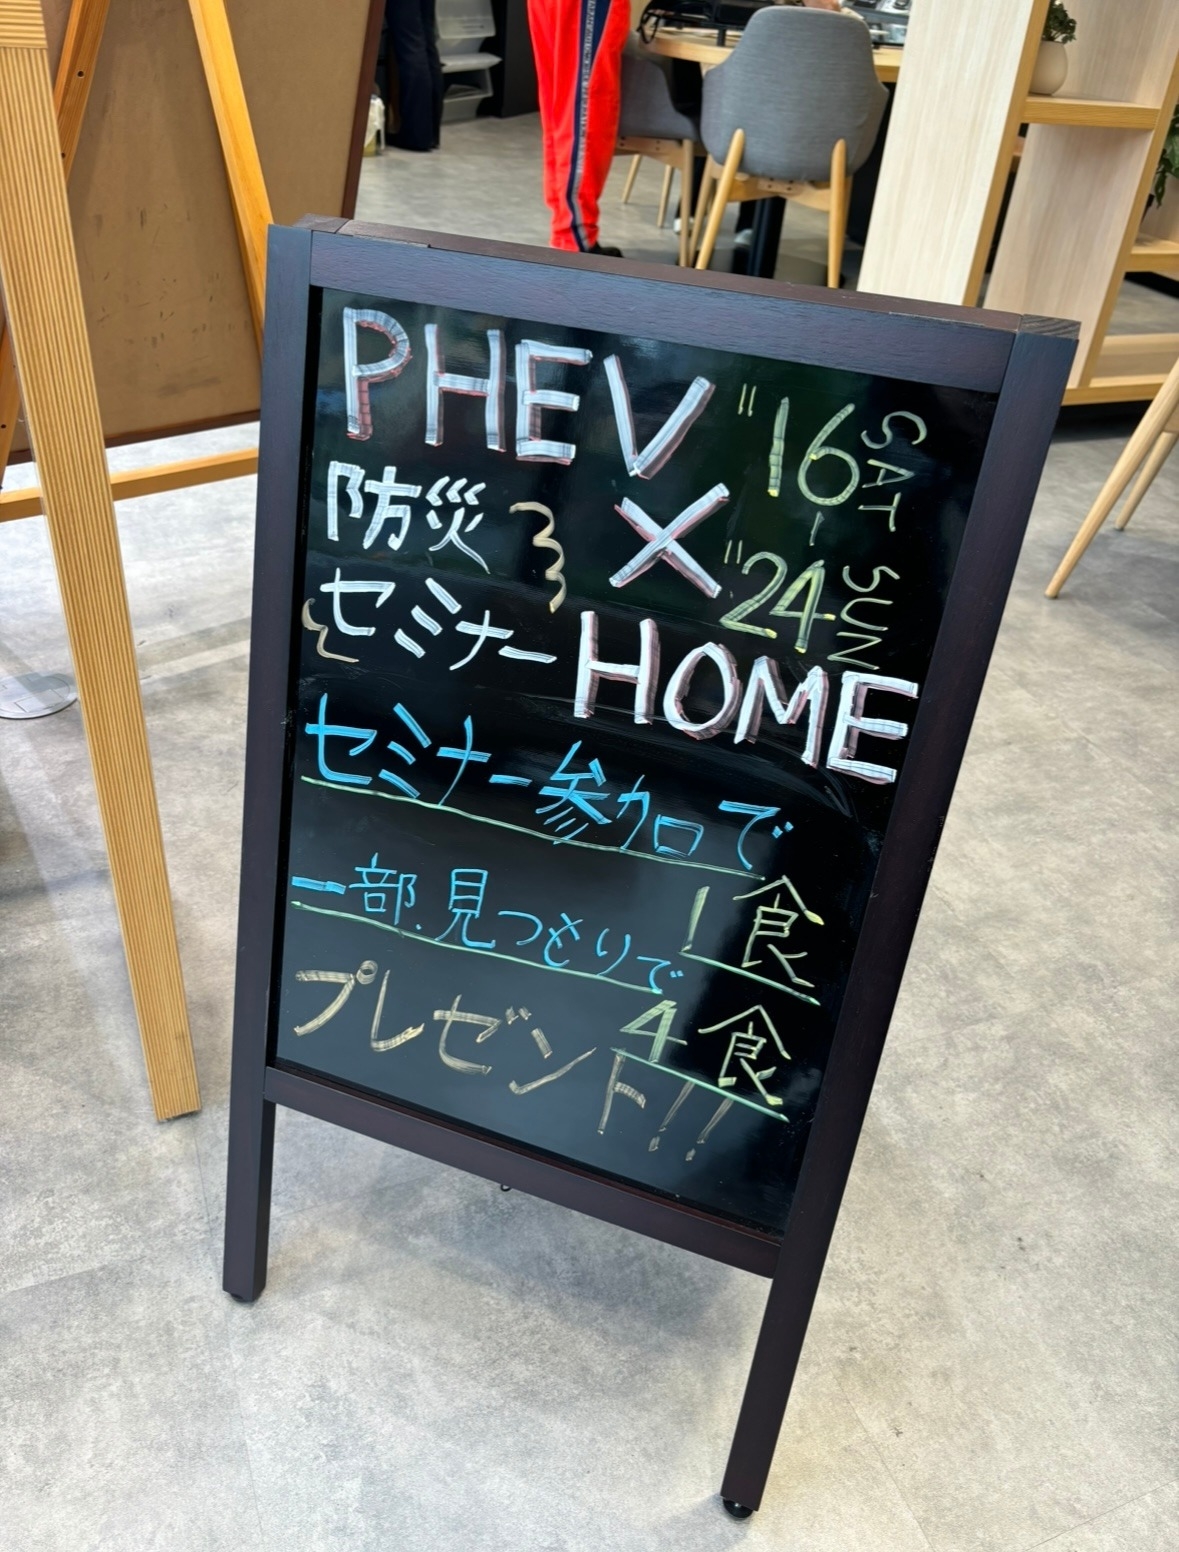 PHEV
×
HOME
"16 SAT
-
"24 SUN
防災
セミナー
セミナー参加で
1食
一部.見つもりで
4食
プレゼント!!